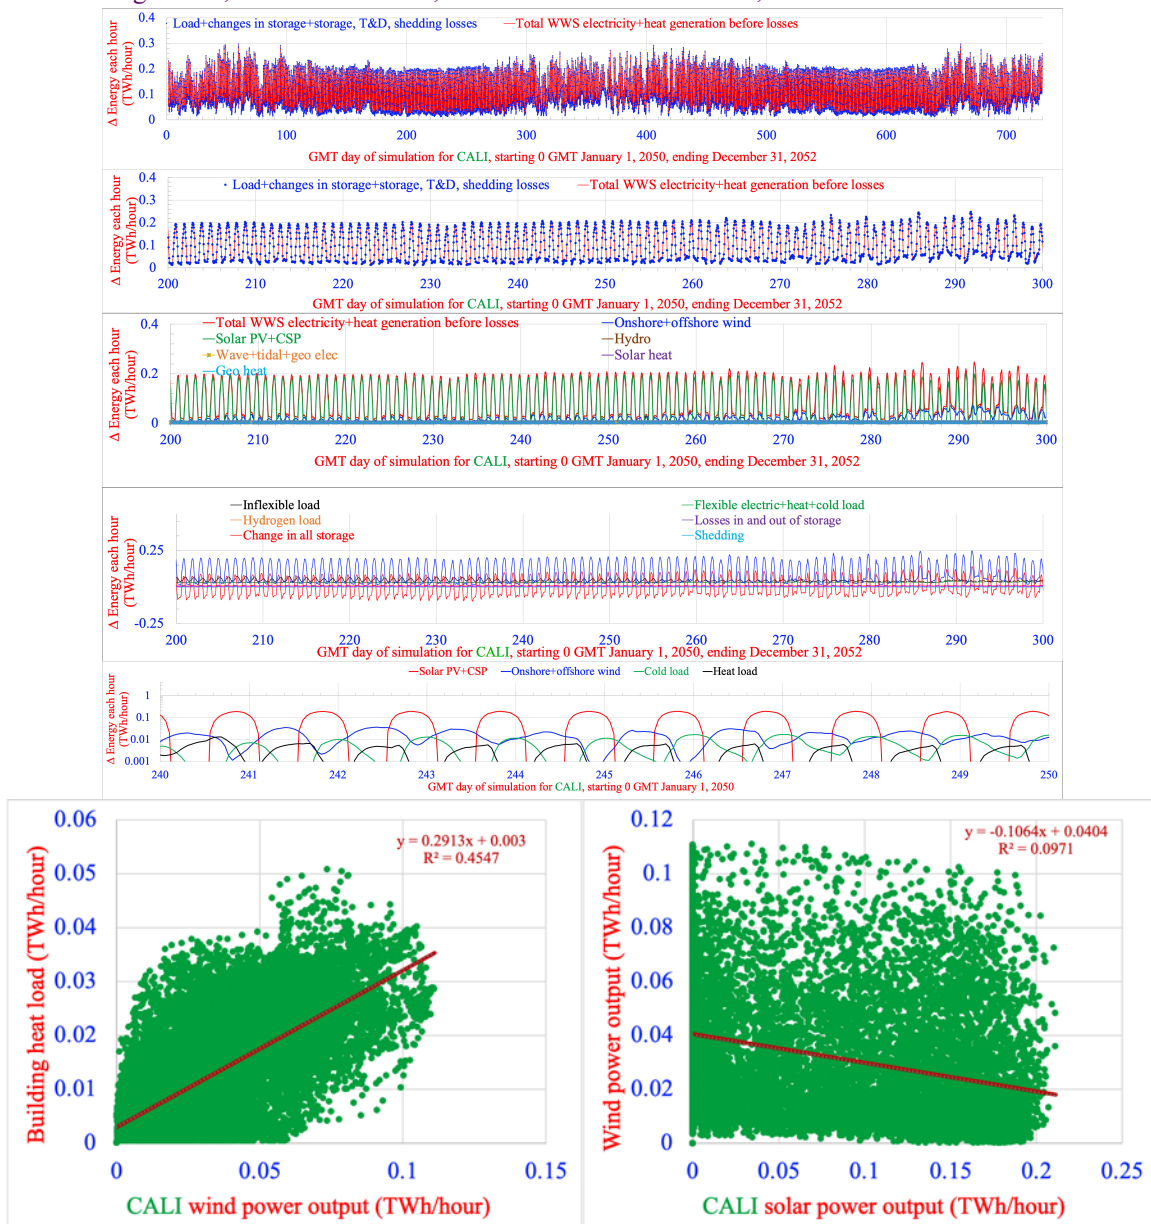 0.4
Load+changes in storage+storage, T&D, shedding losses —Total WWS electricity+heat generation before losses
0.3
0.2
0.1
0
Δ Energy each hour
(TWh/hour)
0 100 200 300 400 500 600 700
GMT day of simulation for CALI, starting 0 GMT January 1, 2050, ending December 31, 2052
0.4
Load+changes in storage+storage, T&D, shedding losses —Total WWS electricity+heat generation before losses
0.3
0.2
0.1
0
Δ Energy each hour
(TWh/hour)
200 210 220 230 240 250 260 270 280 290 300
GMT day of simulation for CALI, starting 0 GMT January 1, 2050, ending December 31, 2052
0.4
—Total WWS electricity+heat generation before losses —Onshore+offshore wind
—Solar PV+CSP —Hydro
Wave+tidal+geo elec —Solar heat
—Geo heat
0.2
0
Δ Energy each hour
(TWh/hour)
200 210 220 230 240 250 260 270 280 290 300
GMT day of simulation for CALI, starting 0 GMT January 1, 2050, ending December 31, 2052
—Inflexible load —Flexible electric+heat+cold load
—Hydrogen load —Losses in and out of storage
—Change in all storage —Shedding
0.25
-0.25
Δ Energy each hour
(TWh/hour)
200 210 220 230 240 250 260 270 280 290 300
GMT day of simulation for CALI, starting 0 GMT January 1, 2050, ending December 31, 2052
—Solar PV+CSP —Onshore+offshore wind —Cold load —Heat load
1
0.1
0.01
0.001
Δ Energy each hour
(TWh/hour)
240 241 242 243 244 245 246 247 248 249 250
GMT day of simulation for CALI, starting 0 GMT January 1, 2050
0.06
0.05
0.04
0.03
0.02
0.01
0
Building heat load (TWh/hour)
y = 0.2913x + 0.003
R² = 0.4547
0 0.05 0.1 0.15
CALI wind power output (TWh/hour)
0.12
0.1
0.08
0.06
0.04
0.02
0
Wind power output (TWh/hour)
y = -0.1064x + 0.0404
R² = 0.0971
0 0.05 0.1 0.15 0.2 0.25
CALI solar power output (TWh/hour)